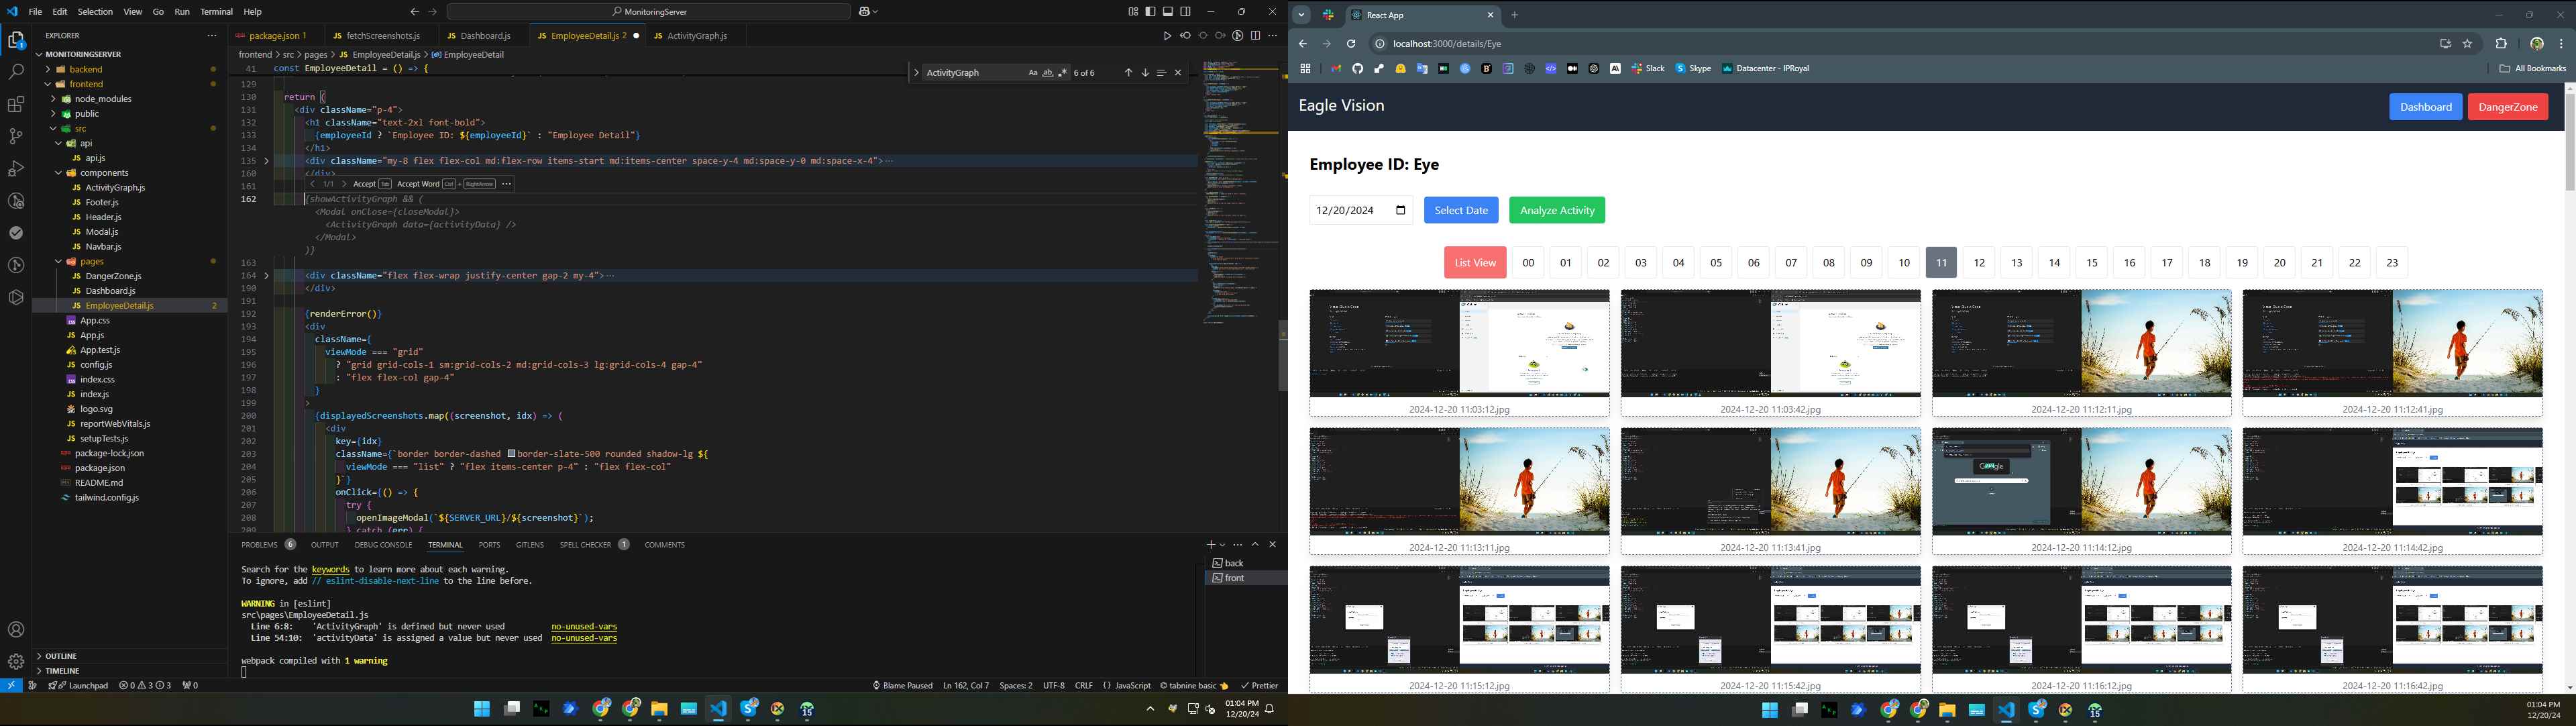 File Edit Selection View Go Run Terminal Help
MonitoringServer
EXPLORER
MONITORINGSERVER
backend
frontend
node_modules
public
src
api
JS api.js
components
JS ActivityGraph.js
JS Footer.js
JS Header.js
JS Modal.js
JS Navbar.js
pages
JS DangerZone.js
JS Dashboard.js
JS EmployeeDetail.js 2
App.css
JS App.js
App.test.js
JS config.js
index.css
JS index.js
logo.svg
JS reportWebVitals.js
JS setupTests.js
package-lock.json
package.json
README.md
tailwind.config.js
OUTLINE
TIMELINE
package.json 1
JS fetchScreenshots.js
JS Dashboard.js
JS EmployeeDetail.js 2
JS ActivityGraph.js
frontend > src > pages > JS EmployeeDetail.js > EmployeeDetail
41 const EmployeeDetail = () => {
ActivityGraph Aa ab 6 of 6
129
130 return (
131 <div className="p-4">
132 <h1 className="text-2xl font-bold">
133 {employeeId ? `Employee ID: ${employeeId}` : "Employee Detail"}
134 </h1>
135 <div className="my-8 flex flex-col md:flex-row items-start md:items-center space-y-4 md:space-y-0 md:space-x-4">···
160 </div>
161
1/1 Accept Tab Accept Word Ctrl + RightArrow ···
162 {showActivityGraph && (
<Modal onClose={closeModal}>
<ActivityGraph data={activityData} />
</Modal>
)}
163
164 <div className="flex flex-wrap justify-center gap-2 my-4">···
190 </div>
191
192 {renderError()}
193 <div
194 className={
195 viewMode === "grid"
196 ? "grid grid-cols-1 sm:grid-cols-2 md:grid-cols-3 lg:grid-cols-4 gap-4"
197 : "flex flex-col gap-4"
198 }
199 >
200 {displayedScreenshots.map((screenshot, idx) => (
201 <div
202 key={idx}
203 className={`border border-dashed border-slate-500 rounded shadow-lg ${
204 viewMode === "list" ? "flex items-center p-4" : "flex flex-col"
205 }`}
206 onClick={() => {
207 try {
208 openImageModal(`${SERVER_URL}/${screenshot}`);
209 } catch (err) {
PROBLEMS 6 OUTPUT DEBUG CONSOLE TERMINAL PORTS GITLENS SPELL CHECKER 1 COMMENTS
back
front
Search for the keywords to learn more about each warning.
To ignore, add // eslint-disable-next-line to the line before.
WARNING in [eslint]
src\pages\EmployeeDetail.js
Line 6:8: 'ActivityGraph' is defined but never used no-unused-vars
Line 54:10: 'activityData' is assigned a value but never used no-unused-vars
webpack compiled with 1 warning
Launchpad 0 3 3 0 Blame Paused Ln 162, Col 7 Spaces: 2 UTF-8 CRLF {} JavaScript tabnine basic Prettier
01:04 PM
12/20/24
React App
localhost:3000/details/Eye
Slack Skype Datacenter - IPRoyal All Bookmarks
Eagle Vision
Dashboard DangerZone
Employee ID: Eye
12/20/2024 Select Date Analyze Activity
List View 00 01 02 03 04 05 06 07 08 09 10 11 12 13 14 15 16 17 18 19 20 21 22 23
2024-12-20 11:03:12.jpg 2024-12-20 11:03:42.jpg 2024-12-20 11:12:11.jpg 2024-12-20 11:12:41.jpg
Google
2024-12-20 11:13:11.jpg 2024-12-20 11:13:41.jpg 2024-12-20 11:14:12.jpg 2024-12-20 11:14:42.jpg
2024-12-20 11:15:12.jpg 2024-12-20 11:15:42.jpg 2024-12-20 11:16:12.jpg 2024-12-20 11:16:42.jpg
01:04 PM
12/20/24